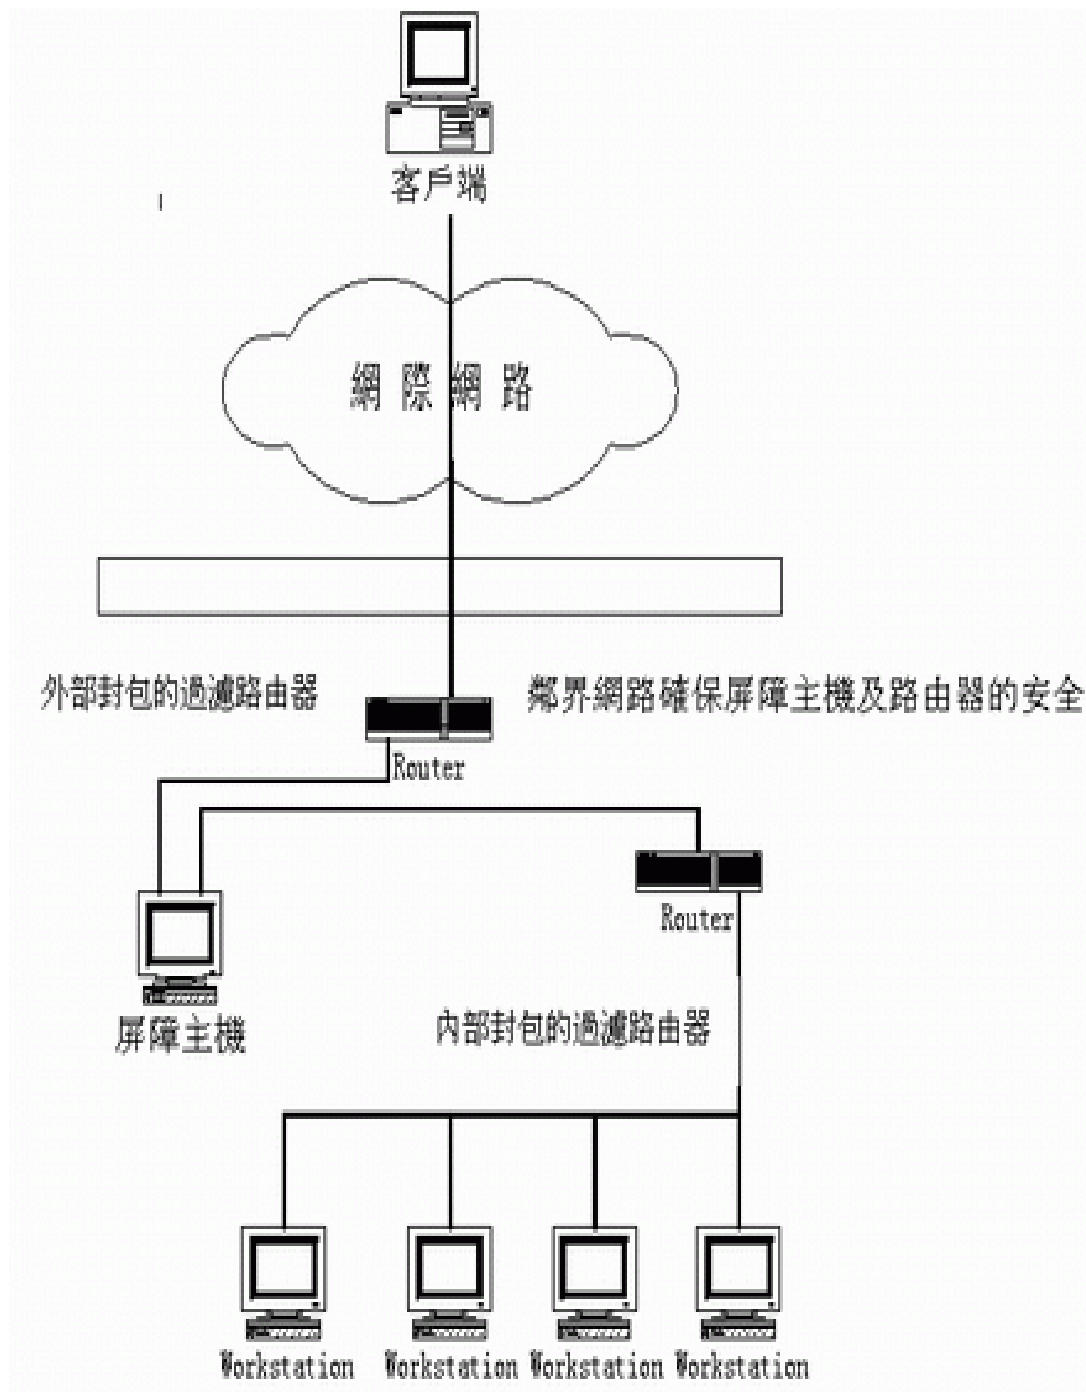 客戶端
網際網路
外部封包的過濾路由器
鄰界網路確保屏障主機及路由器的安全
Router
Router
屏障主機
內部封包的過濾路由器
Workstation
Workstation
Workstation
Workstation